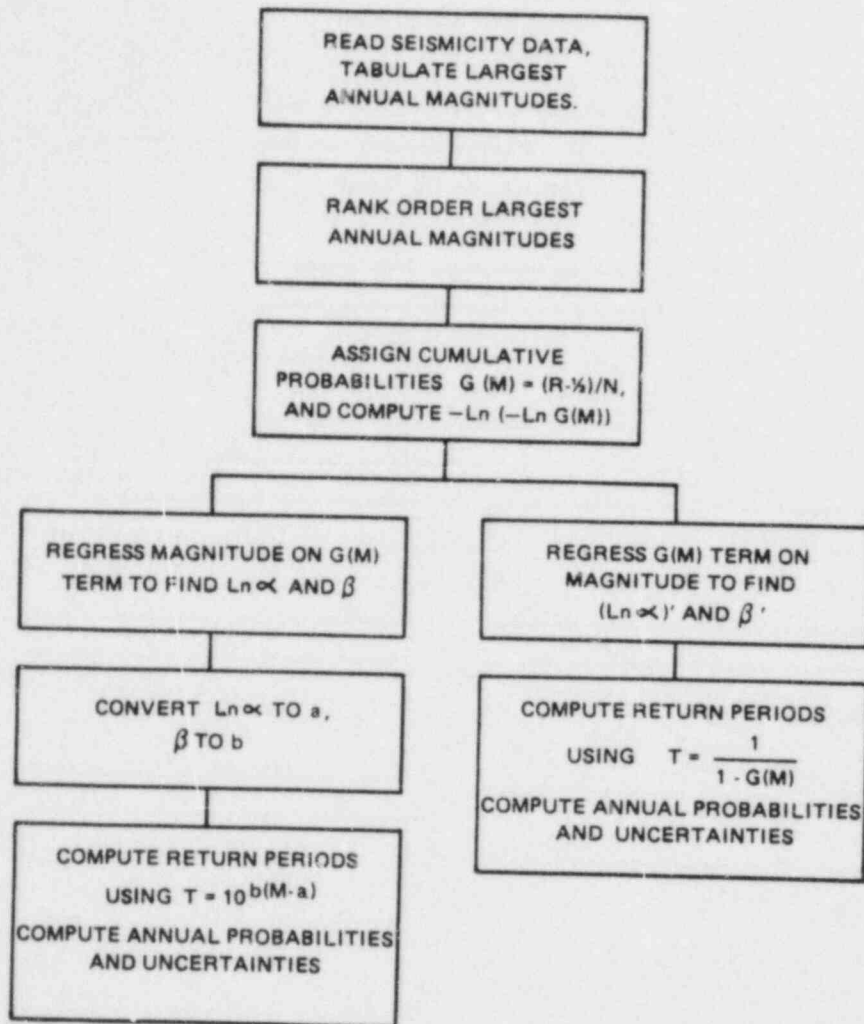 READ SEISMICITY DATA,
TABULATE LARGEST
ANNUAL MAGNITUDES.
RANK ORDER LARGEST
ANNUAL MAGNITUDES
ASSIGN CUMULATIVE
PROBABILITIES G (M) = (R-½)/N,
AND COMPUTE -Ln (-Ln G(M))
REGRESS MAGNITUDE ON G(M)
TERM TO FIND Ln ∝ AND β
CONVERT Ln ∝ TO a,
β TO b
COMPUTE RETURN PERIODS
USING T = 10^b(M-a)
COMPUTE ANNUAL PROBABILITIES
AND UNCERTAINTIES
REGRESS G(M) TERM ON
MAGNITUDE TO FIND
(Ln ∝)' AND β '
COMPUTE RETURN PERIODS
USING T = 1 / 1 - G(M)
COMPUTE ANNUAL PROBABILITIES
AND UNCERTAINTIES